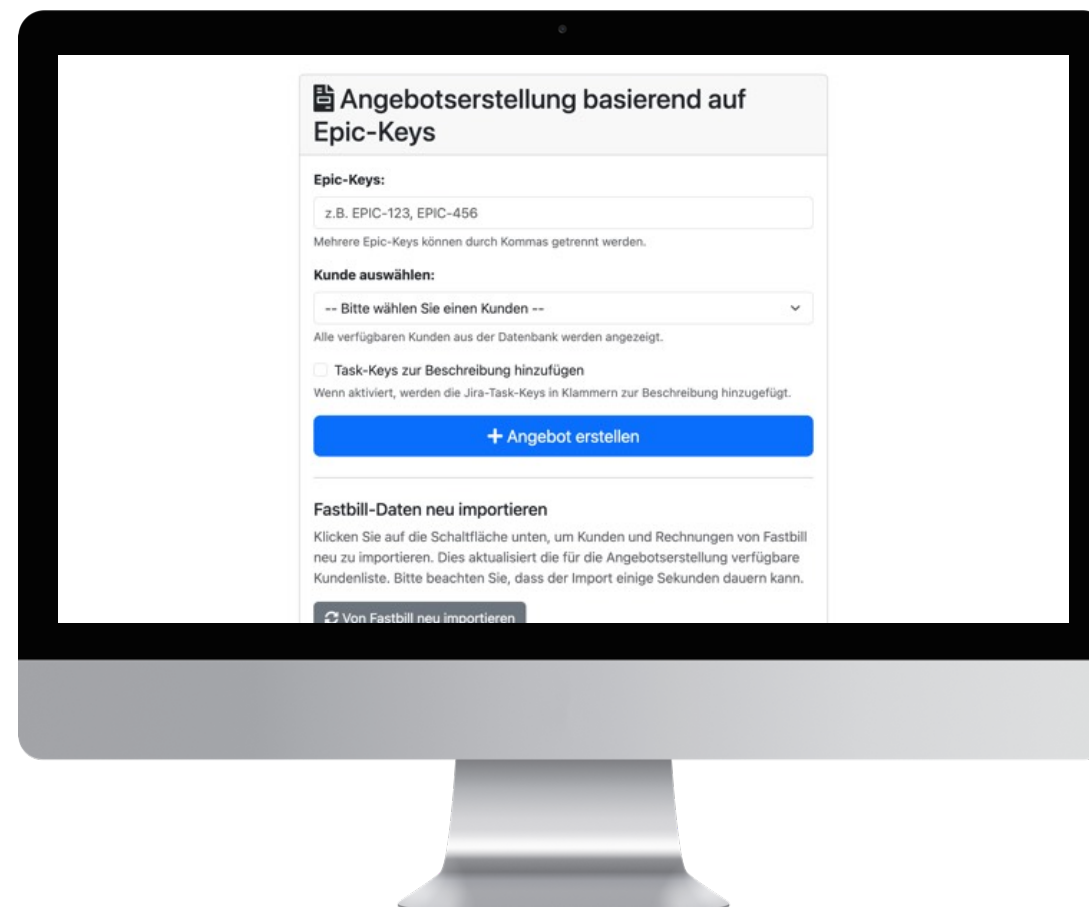 Angebotserstellung basierend auf
Epic-Keys
Epic-Keys:
z.B. EPIC-123, EPIC-456
Mehrere Epic-Keys können durch Kommas getrennt werden.
Kunde auswählen:
-- Bitte wählen Sie einen Kunden --
Alle verfügbaren Kunden aus der Datenbank werden angezeigt.
Task-Keys zur Beschreibung hinzufügen
Wenn aktiviert, werden die Jira-Task-Keys in Klammern zur Beschreibung hinzugefügt.
+ Angebot erstellen
Fastbill-Daten neu importieren
Klicken Sie auf die Schaltfläche unten, um Kunden und Rechnungen von Fastbill
neu zu importieren. Dies aktualisiert die für die Angebotserstellung verfügbare
Kundenliste. Bitte beachten Sie, dass der Import einige Sekunden dauern kann.
Von Fastbill neu importieren